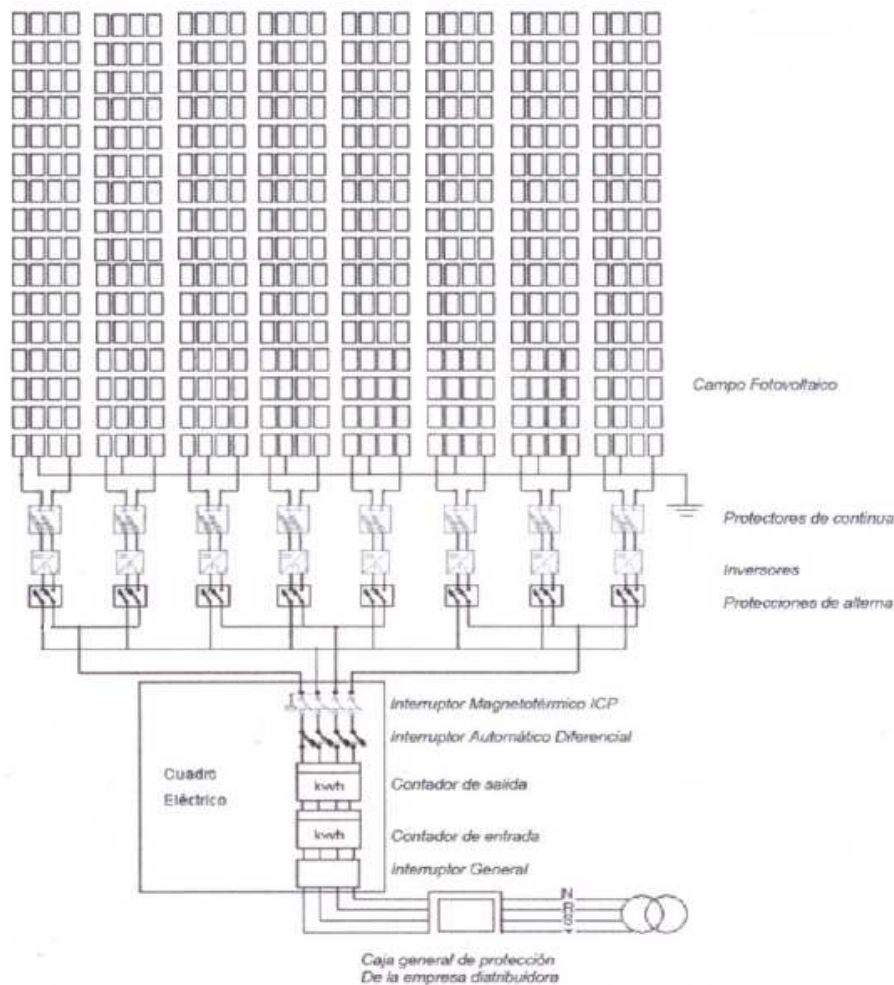 Campo Fotovoltaico
Protectores de continua
Inversores
Protecciones de alterna
Interruptor Magnetotérmico ICP
Interruptor Automático Diferencial
Cuadro
Eléctrico
kwh
Contador de salida
kwh
Contador de entrada
Interruptor General
N
R
S
Caja general de protección
De la empresa distribuidora